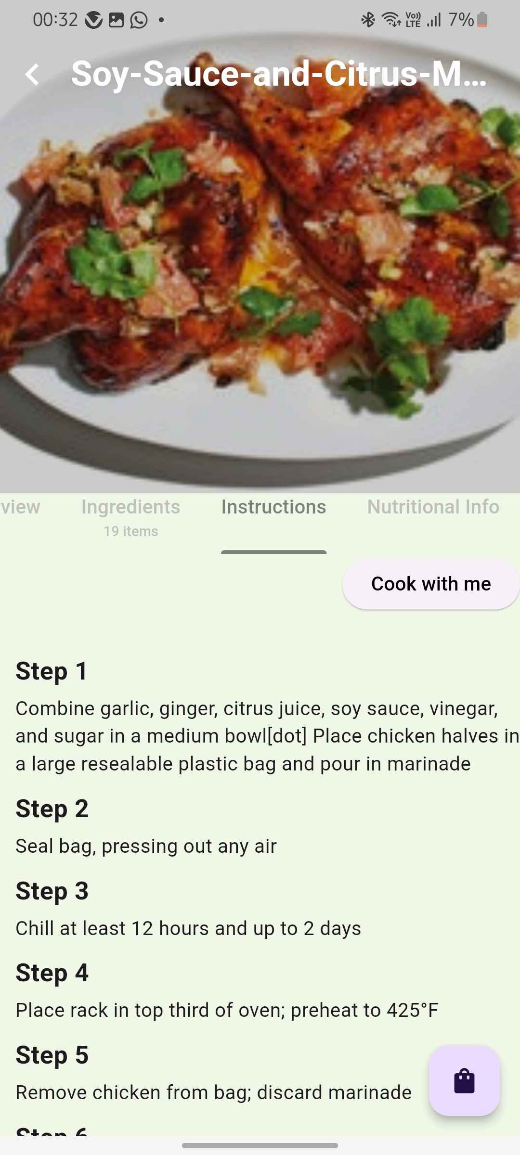 00:32
Vo)) LTE
7%
Soy-Sauce-and-Citrus-M...
view
Ingredients
Instructions
Nutritional Info
19 items
Cook with me
Step 1
Combine garlic, ginger, citrus juice, soy sauce, vinegar,
and sugar in a medium bowl[dot] Place chicken halves in
a large resealable plastic bag and pour in marinade
Step 2
Seal bag, pressing out any air
Step 3
Chill at least 12 hours and up to 2 days
Step 4
Place rack in top third of oven; preheat to 425°F
Step 5
Remove chicken from bag; discard marinade
Step 6